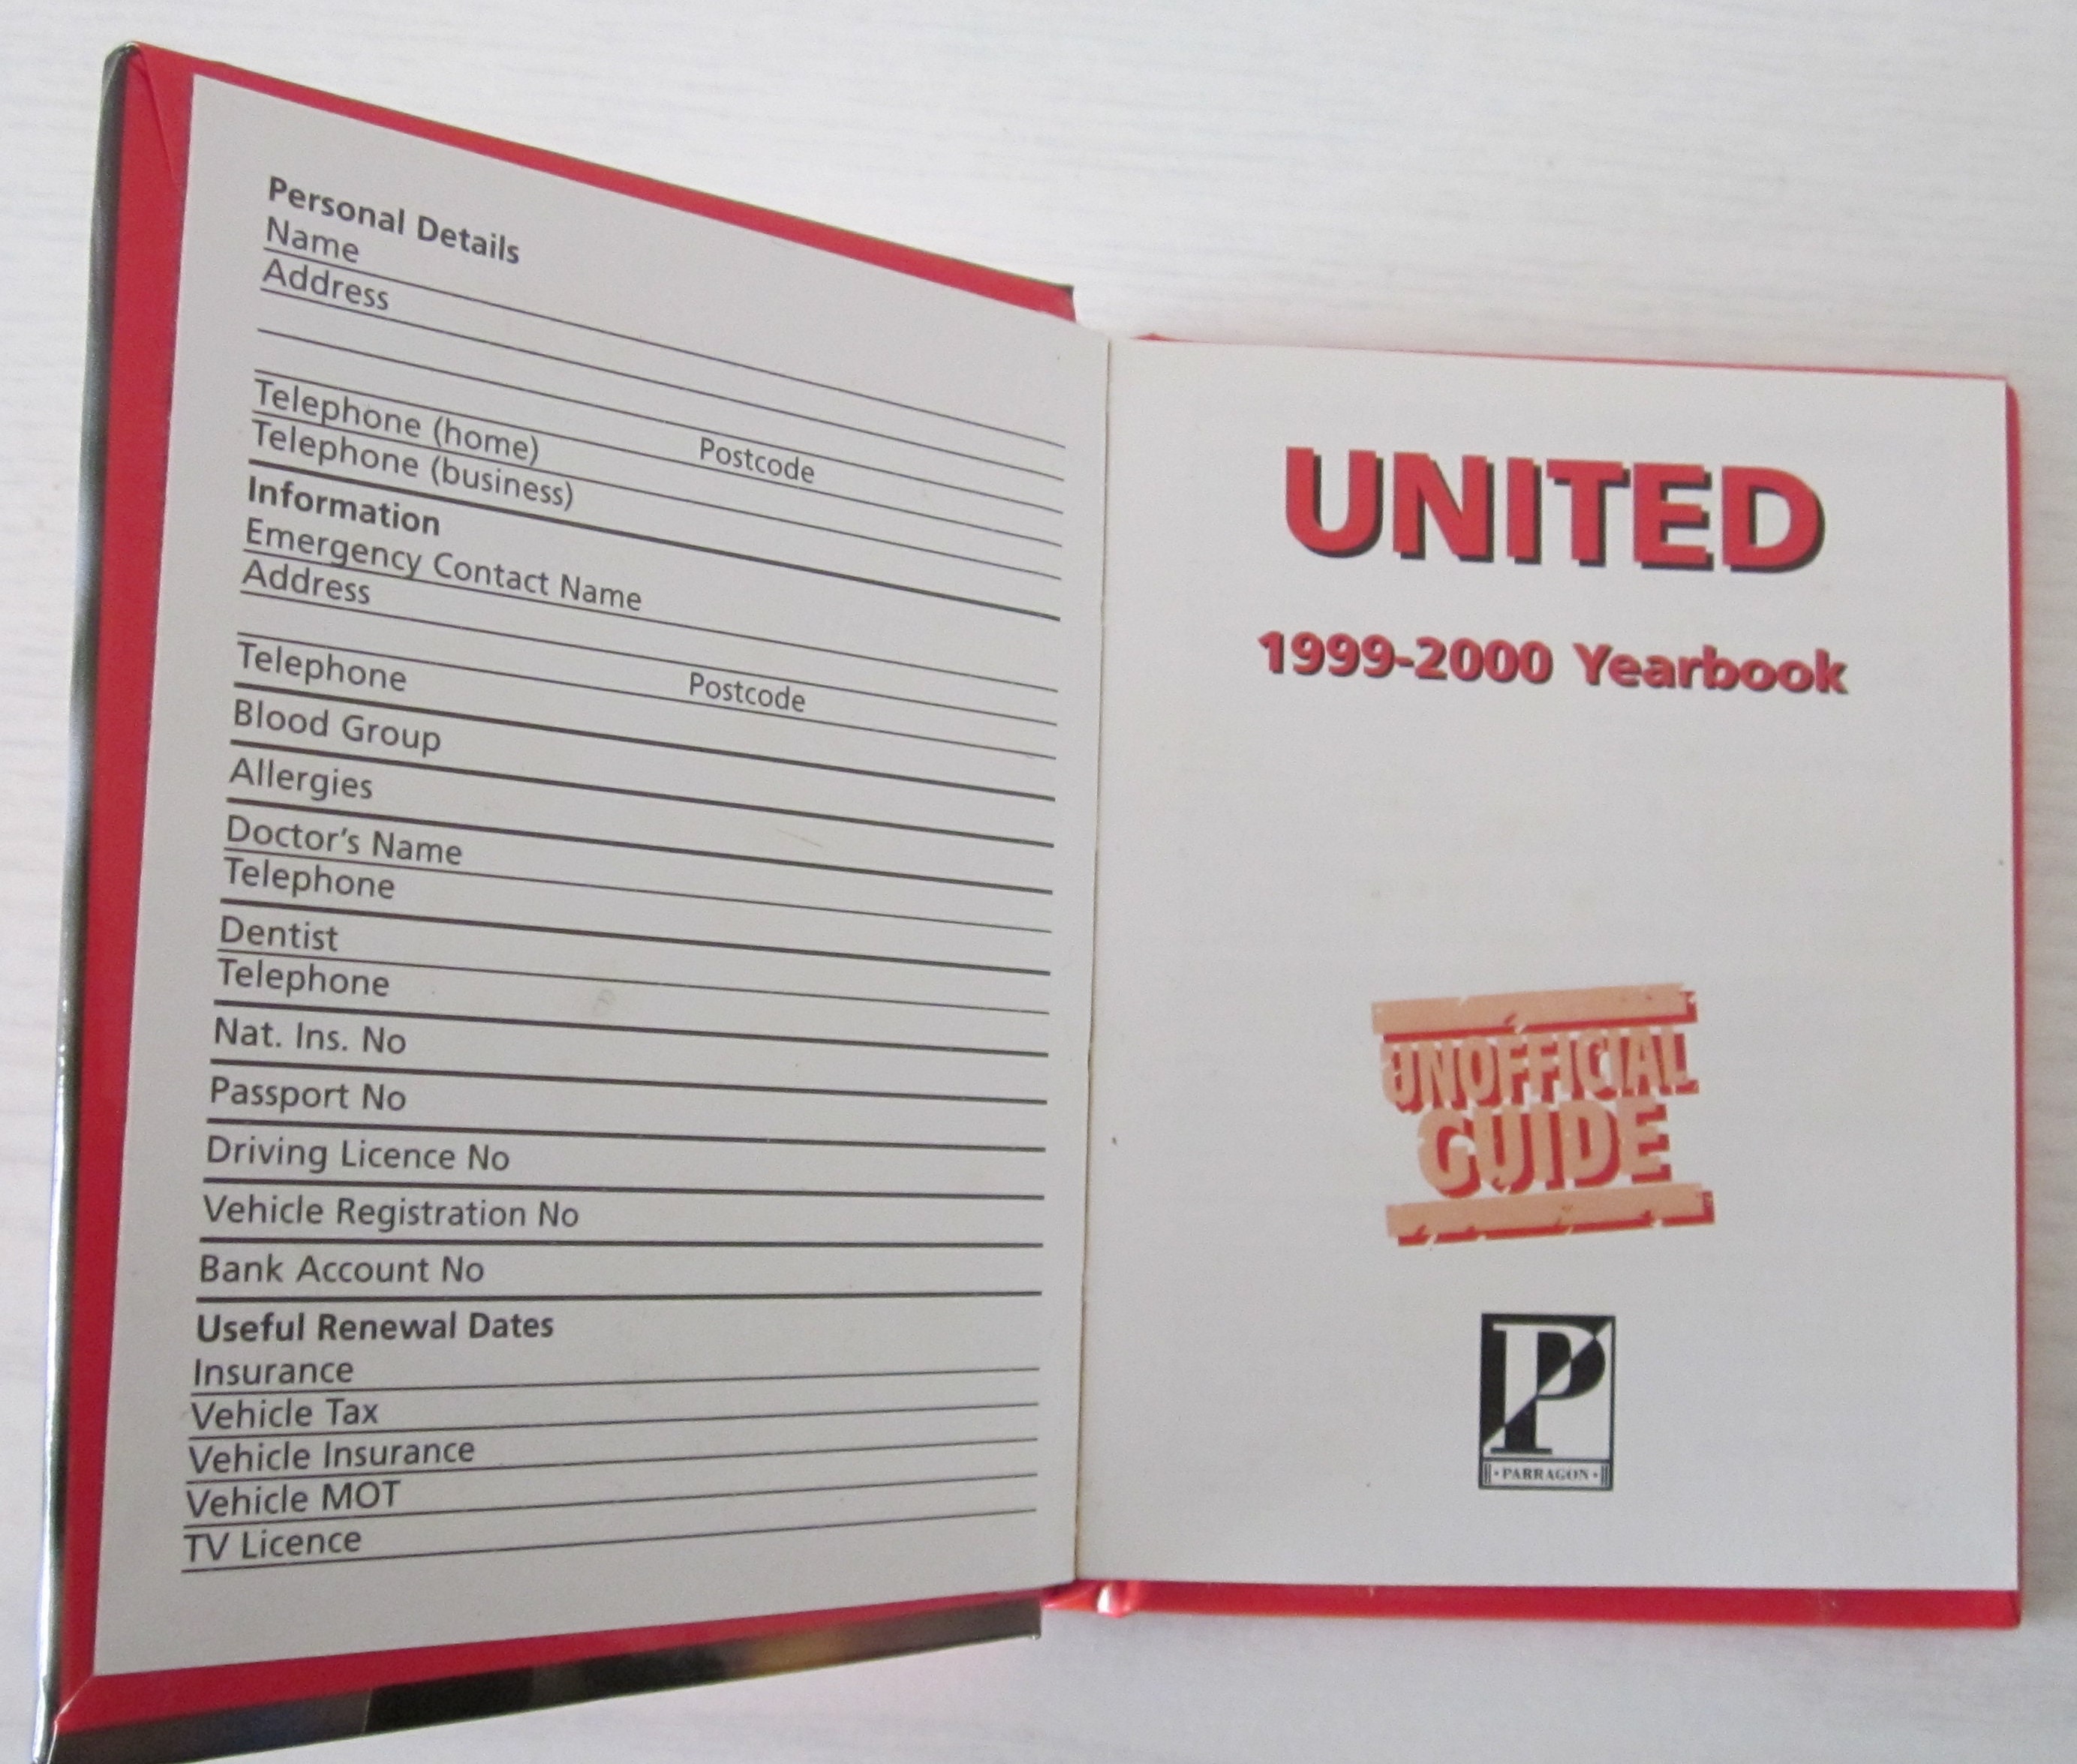 Personal Details
Name
Address
Postcode
Telephone (home)
Telephone (business)
Information
Emergency Contact Name
Address
Postcode
Telephone
Blood Group
Allergies
Doctor's Name
Telephone
Dentist
Telephone
Nat. Ins. No
Passport No
Driving Licence No
Vehicle Registration No
Bank Account No
Useful Renewal Dates
Insurance
Vehicle Tax
Vehicle Insurance
Vehicle MOT
TV Licence
UNITED
1999-2000 Yearbook
UNOFFICIAL
GUIDE
P
·PARRAGON·